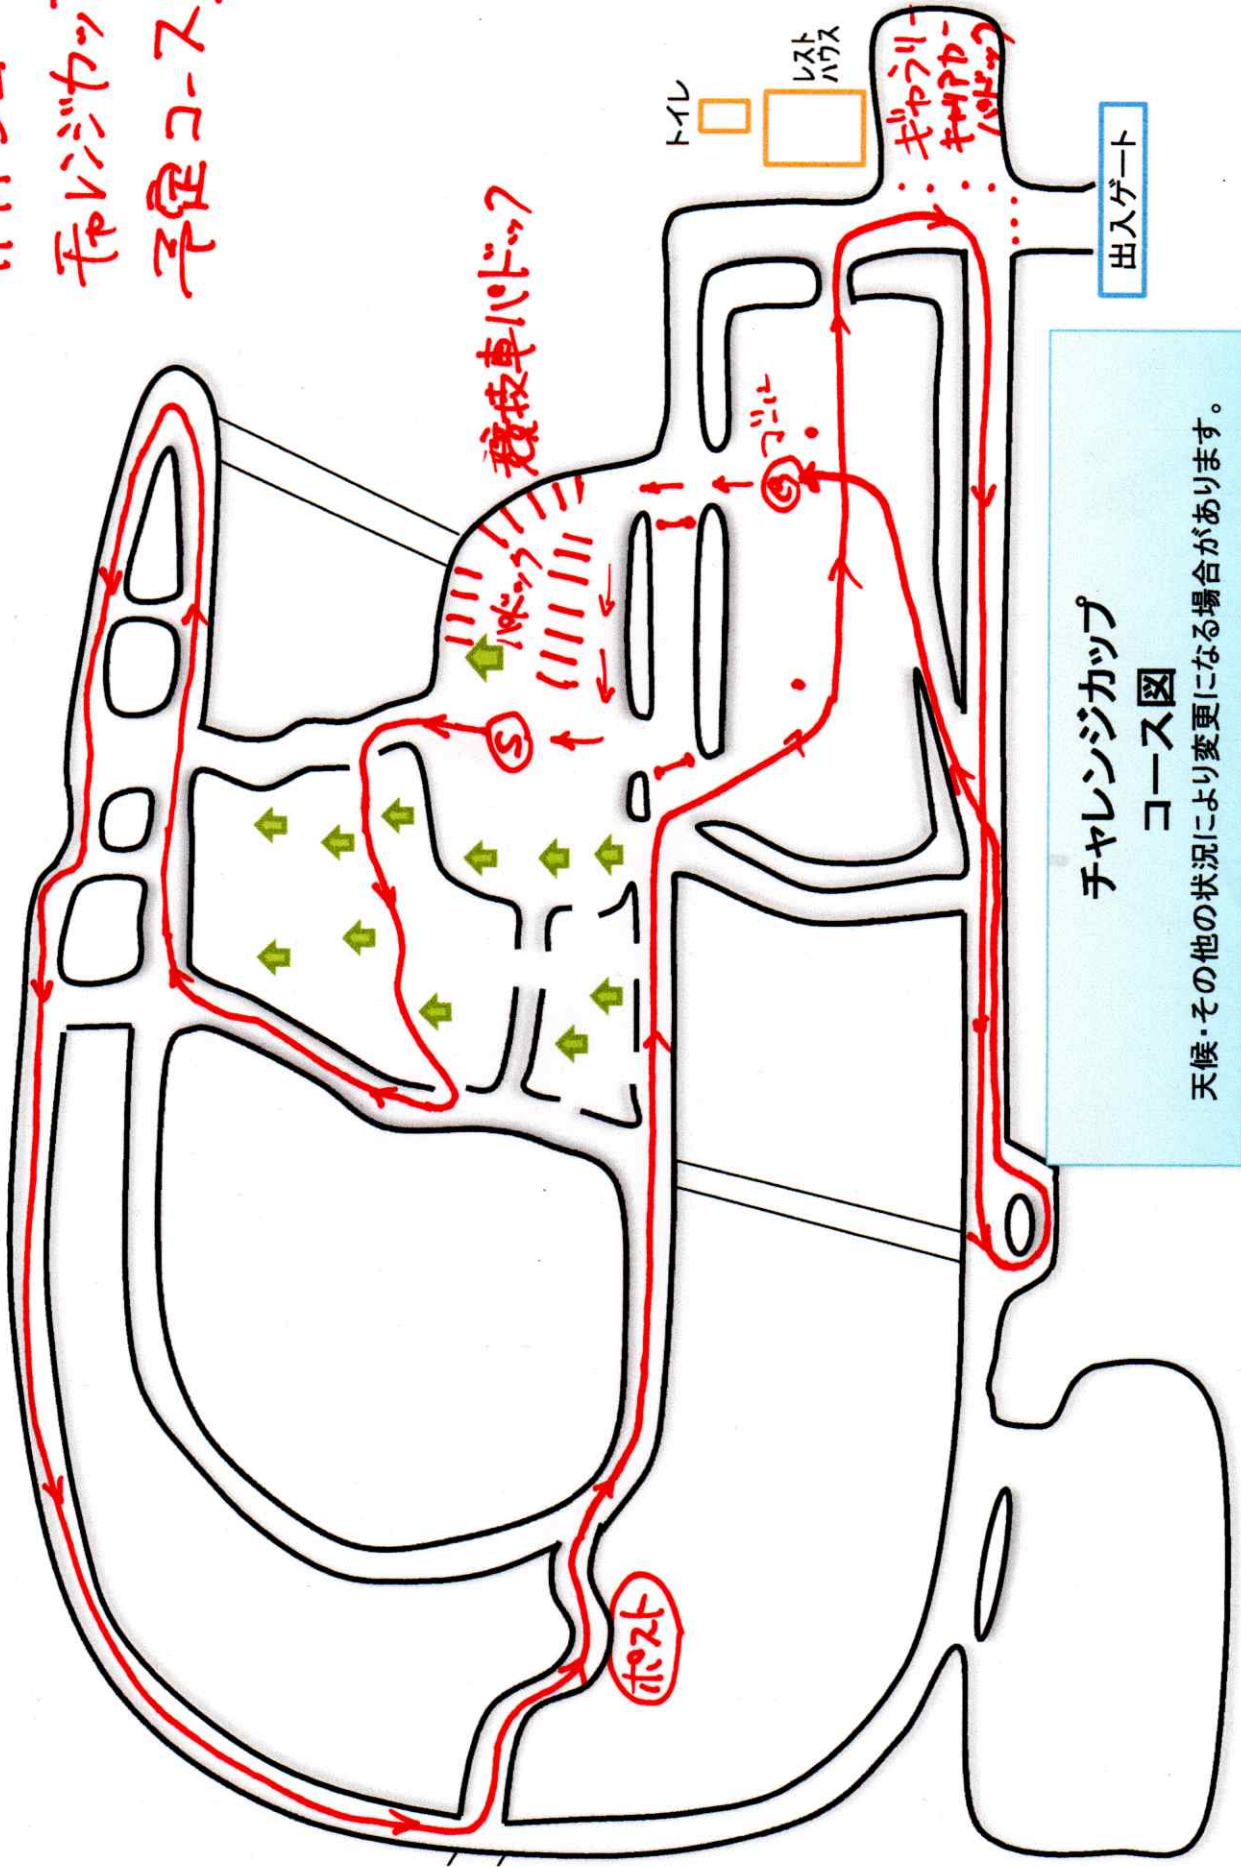 チャレンジカッ
予定コース
トイレ
レスト
ハウス
ギャラリー
キャリアカー
パドック
出入ゲート
競技車パドック
パドック
ゴール
G
S
ポスト
チャレンジカップ
コース図
天候・その他の状況により変更になる場合があります。